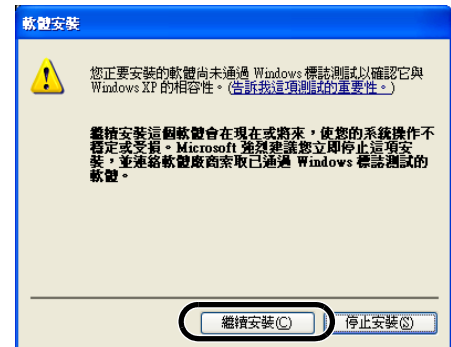 軟體安裝
您正要安裝的軟體尚未通過 Windows 標誌測試以確認它與
Windows XP 的相容性。(告訴我這項測試的重要性。)
繼續安裝這個軟體會在現在或將來，使您的系統操作不
穩定或受損。Microsoft 強烈建議您立即停止這項安
裝，並連絡軟體廠商索取已通過 Windows 標誌測試的
軟體。
繼續安裝(C)
停止安裝(S)